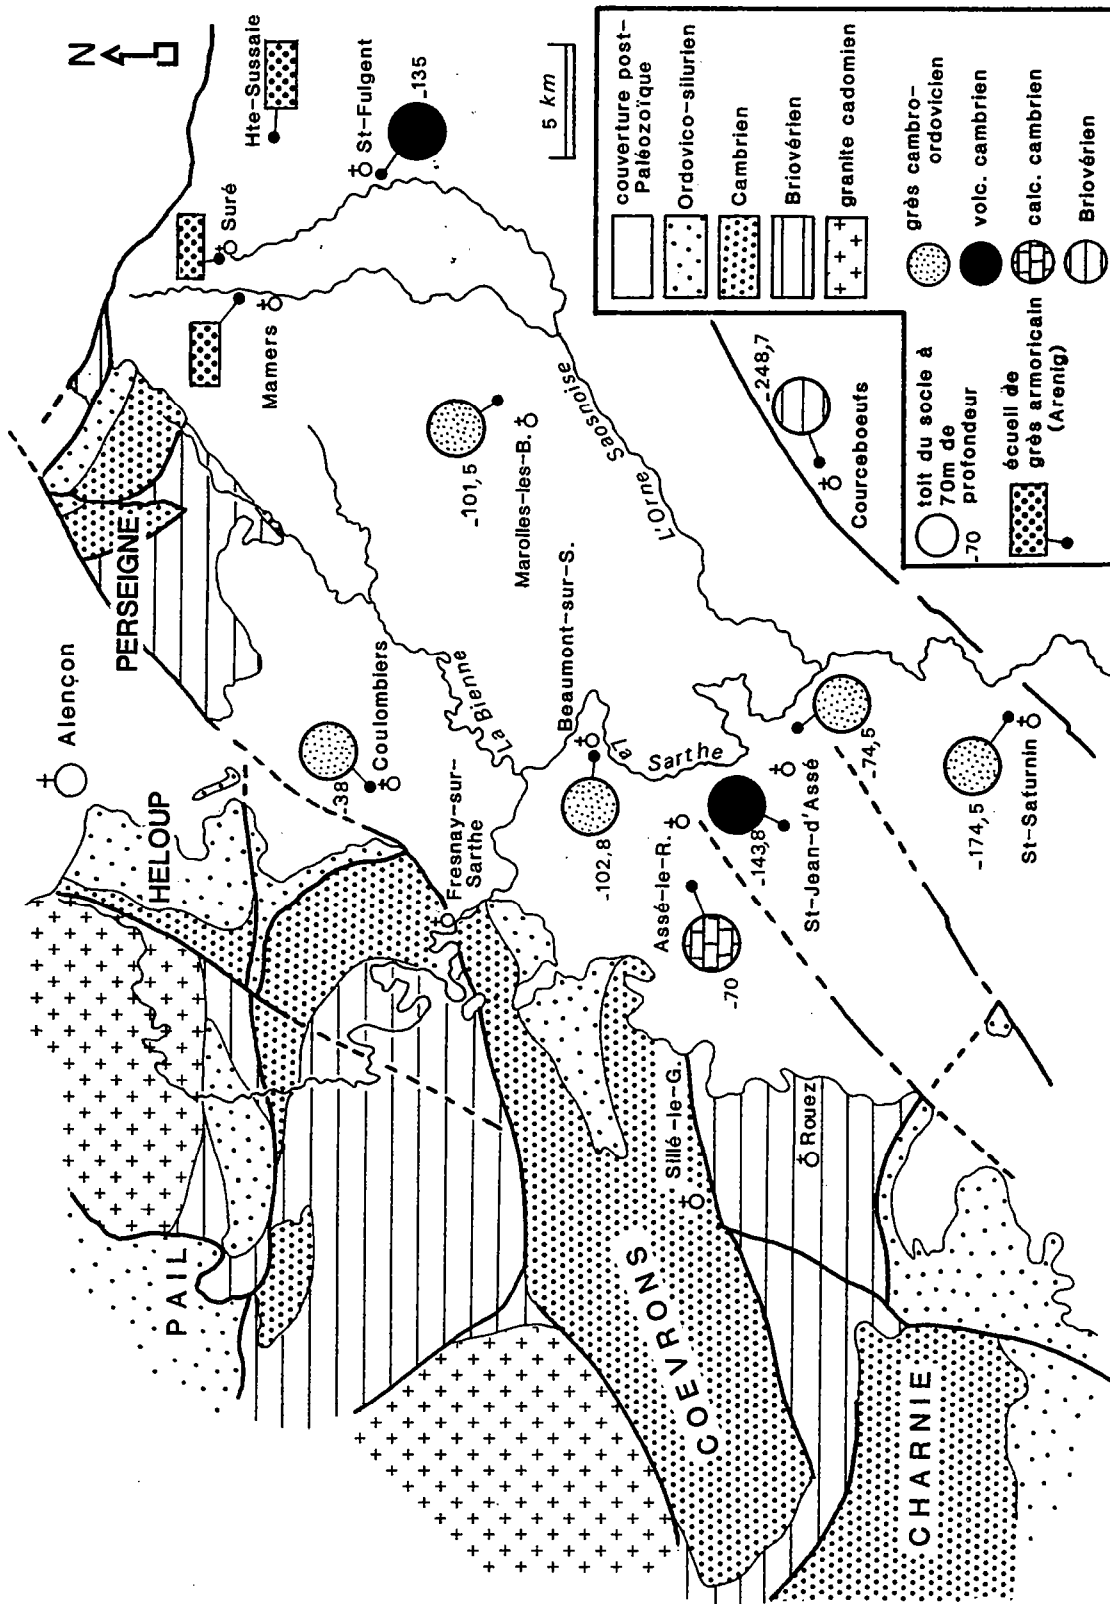 N
Hte-Sussaie
St-Fulgent
-135
Suré
Mamers
5 km
PERSEIGNE
-101,5
Marolles-les-B.
L'Orne Saosnoise
-248,7
Courceboeufs
Alençon
HELOUP
-38
Coulombiers
La Bienne
Beaumont-sur-S.
Fresnay-sur-
Sarthe
-102,8
la Sarthe
Assé-le-R.
-143,8
St-Jean-d'Assé
-74,5
-70
-174,5
St-Saturnin
PAIL
Sillé-le-G.
Rouez
COEVRONS
CHARNIE
couverture post-
Paléozoïque
Ordovico-silurien
Cambrien
Briovérien
granite cadomien
toit du socle à
70m de
profondeur
-70
écueil de
grès armoricain
(Arenig)
grès cambro-
ordovicien
volc. cambrien
calc. cambrien
Briovérien